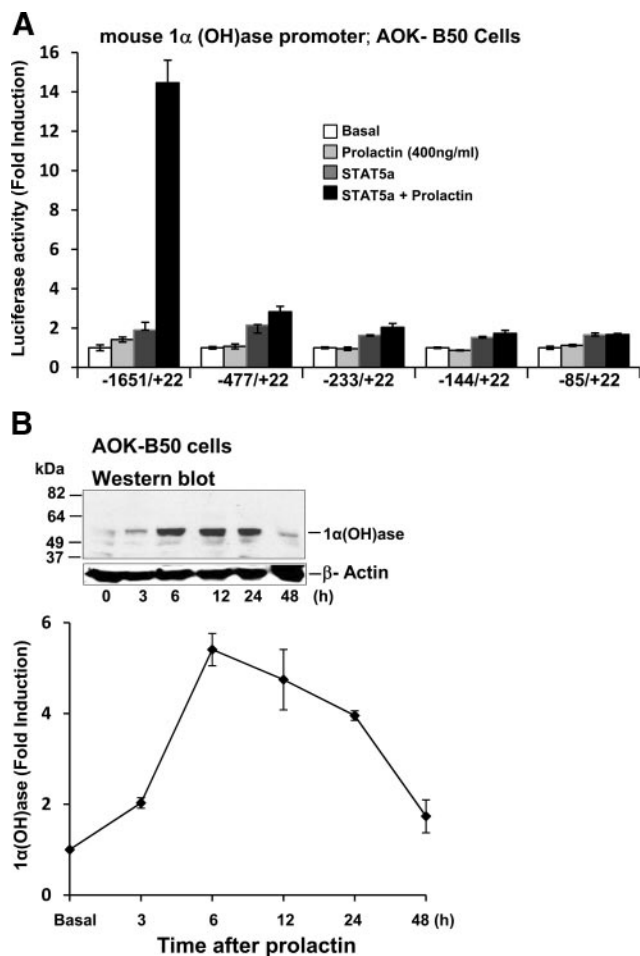 A
mouse 1α (OH)ase promoter; AOK- B50 Cells
Luciferase activity (Fold Induction)
16
14
12
10
8
6
4
2
0
Basal
Prolactin (400ng/ml)
STAT5a
STAT5a + Prolactin
-1651/+22 -477/+22 -233/+22 -144/+22 -85/+22
B
AOK-B50 cells
Western blot
kDa
82
64
49
37
1α(OH)ase
β- Actin
0 3 6 12 24 48 (h)
1α(OH)ase (Fold Induction)
6
4
2
0
Basal 3 6 12 24 48 (h)
Time after prolactin